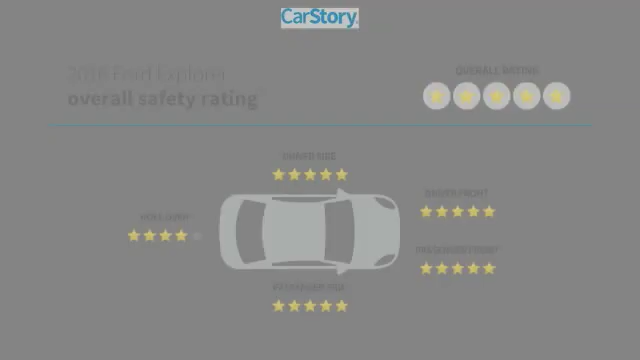 CarStory.
2016 Ford Explorer
overall safety rating
OVERALL RATING
DRIVER SIDE
DRIVER FRONT
ROLLOVER
PASSENGER FRONT
PASSENGER SIDE